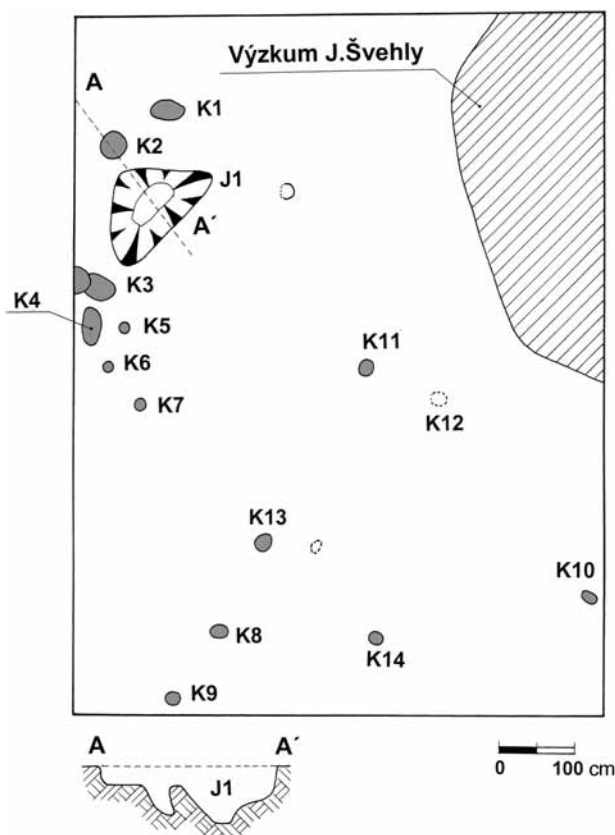 Výzkum J.Švehly
A
K1
K2
J1
A´
K3
K4
K5
K6
K11
K7
K12
K13
K10
K8
K14
K9
A
A´
J1
0
100 cm